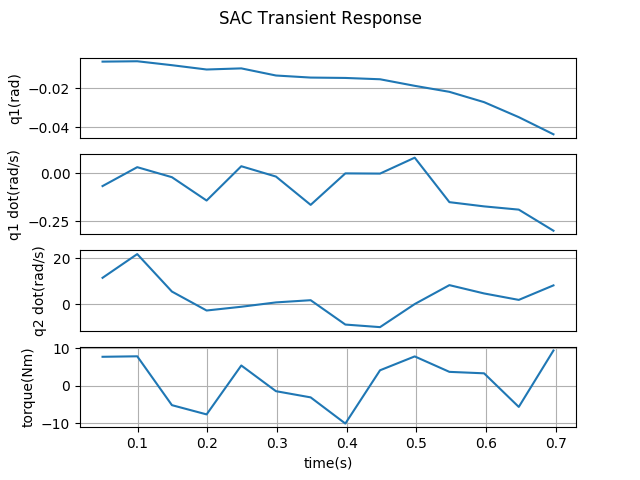 SAC Transient Response
q1(rad)
−0.02
−0.04
q1 dot(rad/s)
0.00
−0.25
q2 dot(rad/s)
20
0
torque(Nm)
10
0
−10
0.1 0.2 0.3 0.4 0.5 0.6 0.7
time(s)